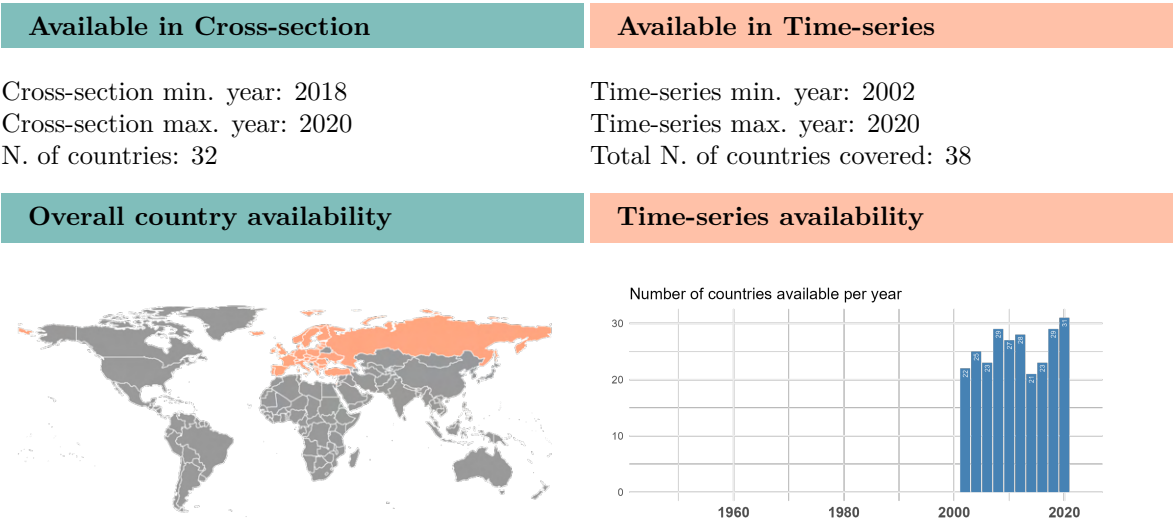 Available in Cross-section
Available in Time-series
Cross-section min. year: 2018
Cross-section max. year: 2020
N. of countries: 32
Time-series min. year: 2002
Time-series max. year: 2020
Total N. of countries covered: 38
Overall country availability
Time-series availability
Number of countries available per year
30
20
10
0
22
25
23
29
27
28
21
23
29
31
1960
1980
2000
2020